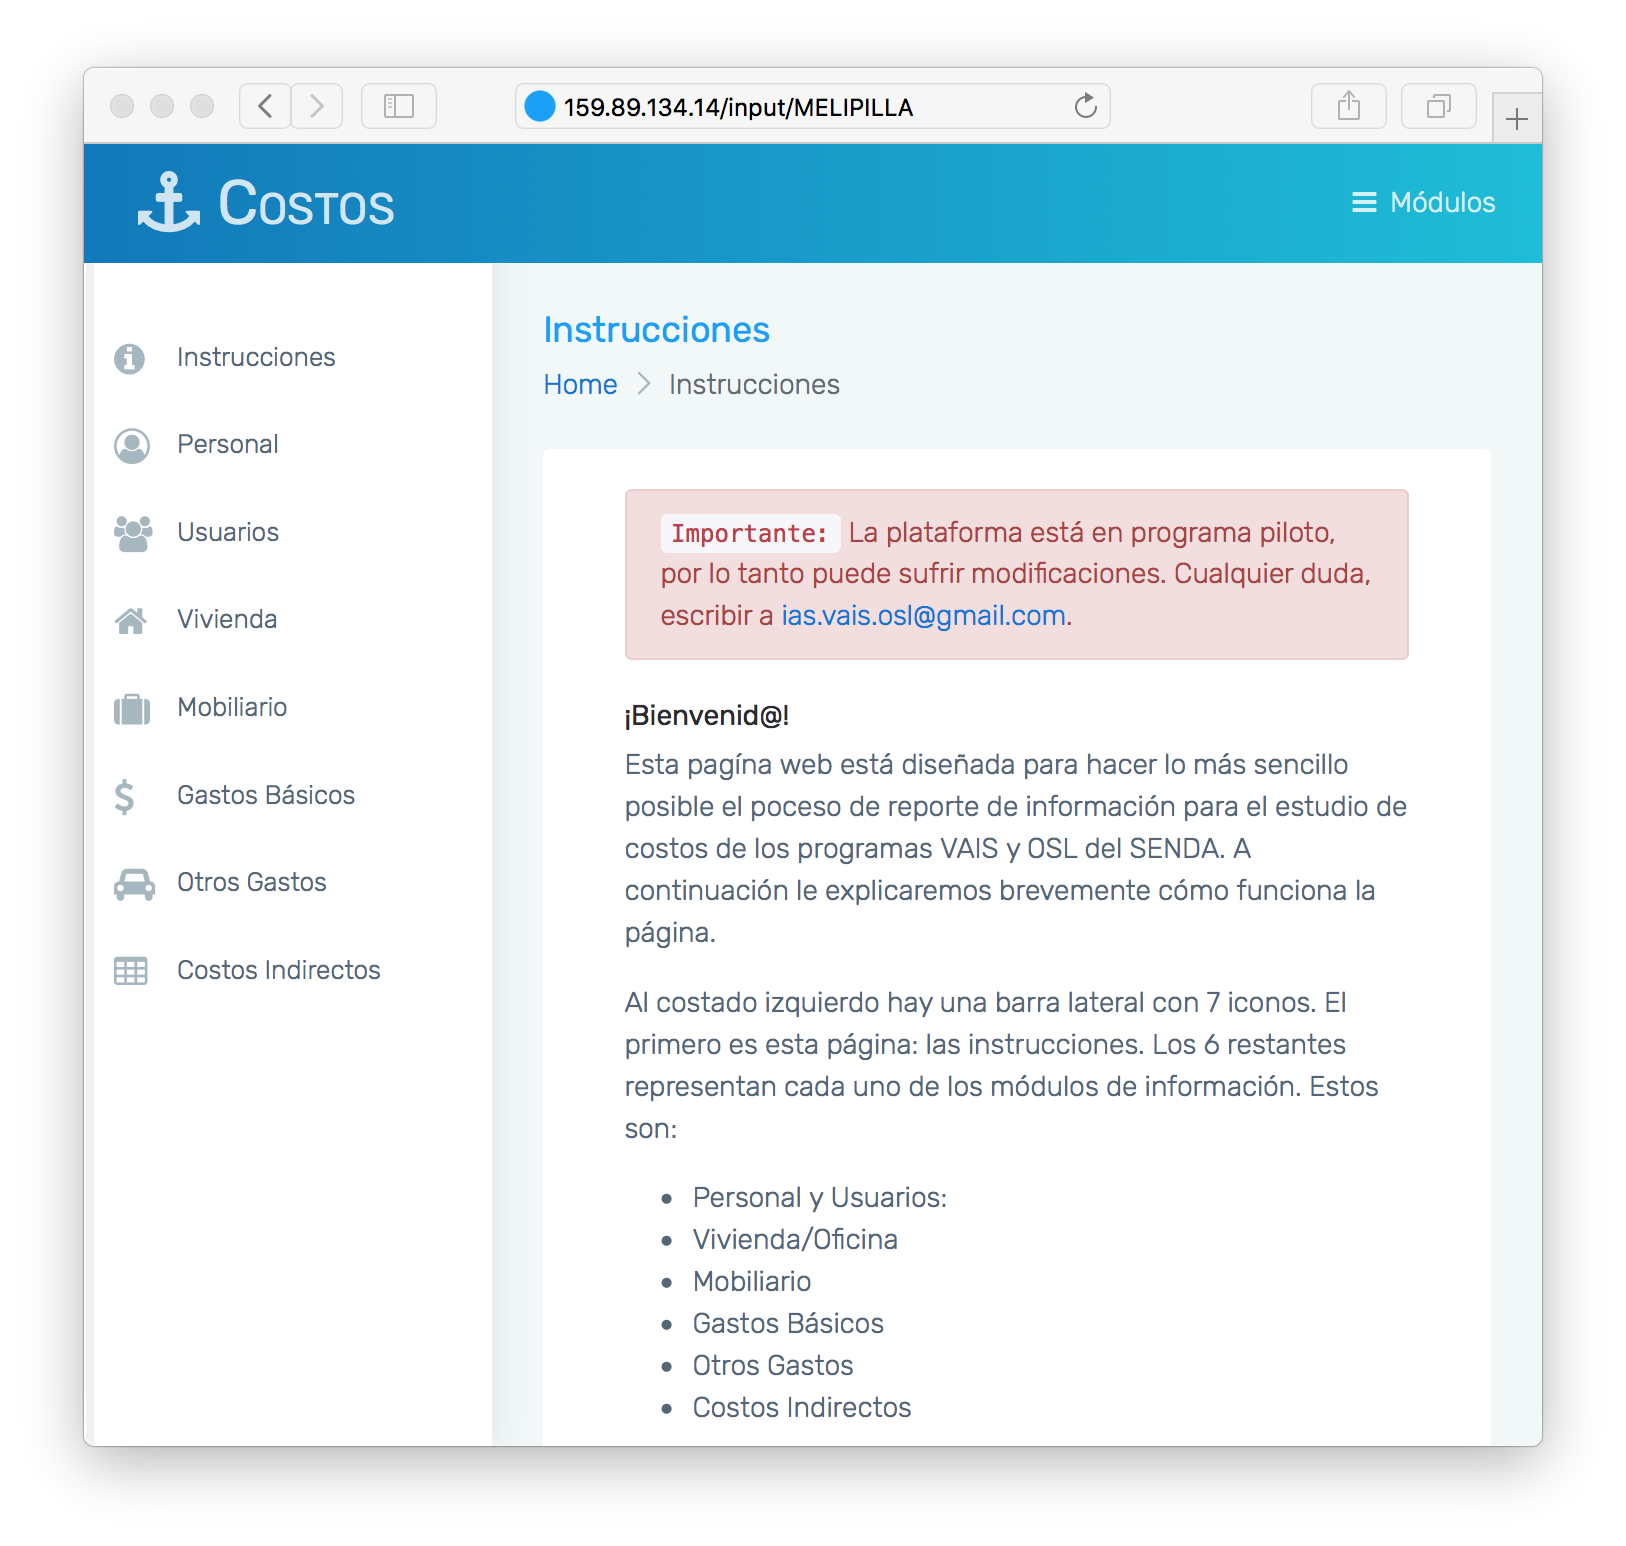 159.89.134.14/input/MELIPILLA
Costos
Módulos
Instrucciones
Personal
Usuarios
Vivienda
Mobiliario
Gastos Básicos
Otros Gastos
Costos Indirectos
Instrucciones
Home > Instrucciones
Importante: La plataforma está en programa piloto,
por lo tanto puede sufrir modificaciones. Cualquier duda,
escribir a ias.vais.osl@gmail.com.
¡Bienvenid@!
Esta pagína web está diseñada para hacer lo más sencillo
posible el poceso de reporte de información para el estudio de
costos de los programas VAIS y OSL del SENDA. A
continuación le explicaremos brevemente cómo funciona la
página.
Al costado izquierdo hay una barra lateral con 7 iconos. El
primero es esta página: las instrucciones. Los 6 restantes
representan cada uno de los módulos de información. Estos
son:
• Personal y Usuarios:
• Vivienda/Oficina
• Mobiliario
• Gastos Básicos
• Otros Gastos
• Costos Indirectos